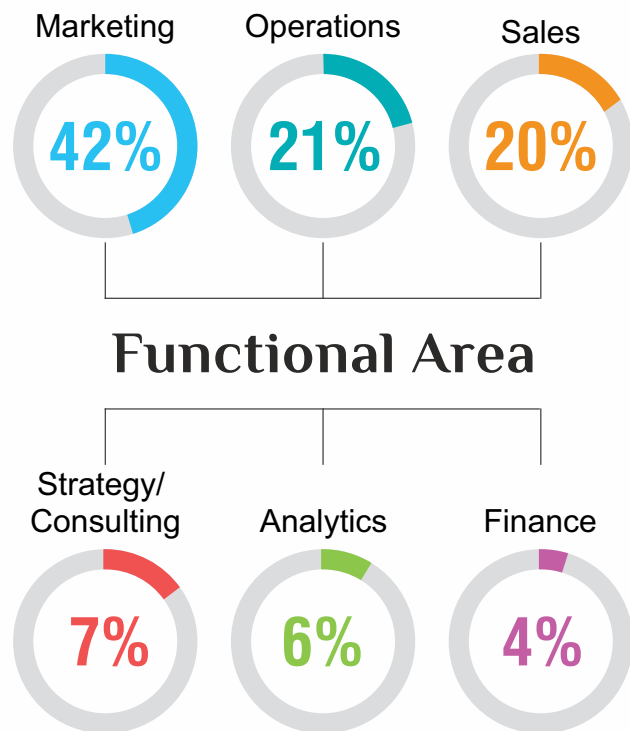 Marketing
Operations
Sales
42%
21%
20%
Functional Area
Strategy/
Consulting
Analytics
Finance
7%
6%
4%